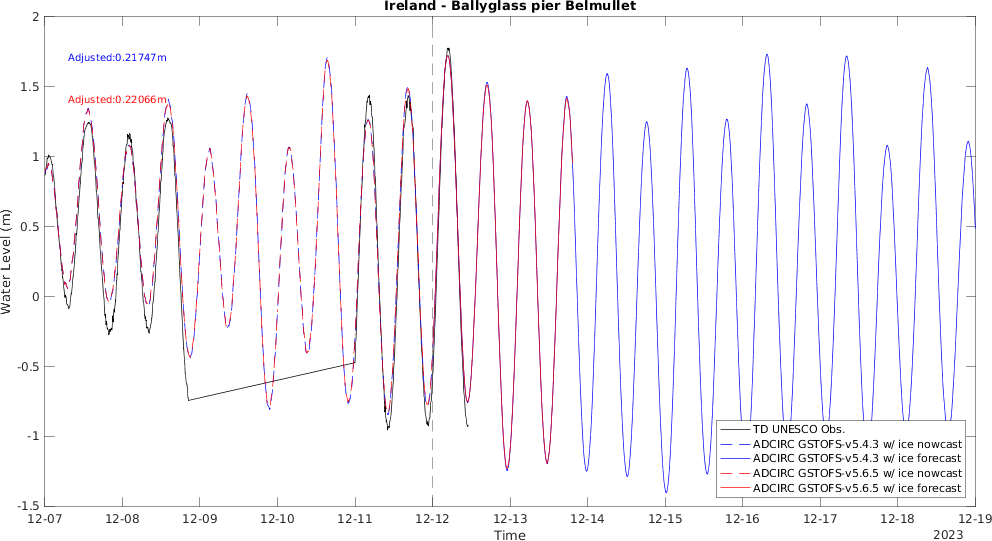 Ireland - Ballyglass pier Belmullet
2
1.5
1
0.5
0
-0.5
-1
-1.5
Water Level (m)
Adjusted:0.21747m
Adjusted:0.22066m
TD UNESCO Obs.
ADCIRC GSTOFS-v5.4.3 w/ ice nowcast
ADCIRC GSTOFS-v5.4.3 w/ ice forecast
ADCIRC GSTOFS-v5.6.5 w/ ice nowcast
ADCIRC GSTOFS-v5.6.5 w/ ice forecast
12-07 12-08 12-09 12-10 12-11 12-12 12-13 12-14 12-15 12-16 12-17 12-18 12-19
Time
2023